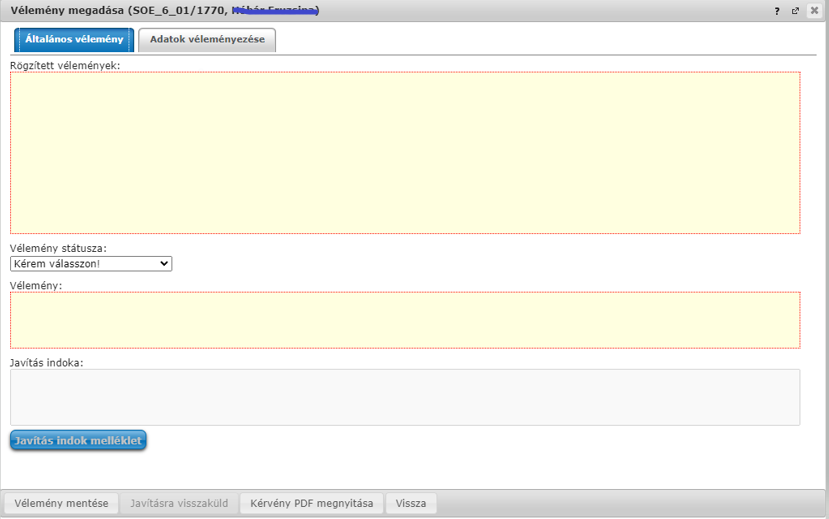 Vélemény megadása (SOE_6_01/1770,
Általános vélemény
Adatok véleményezése
Rögzített vélemények:
Vélemény státusza:
Kérem válasszon!
Vélemény:
Javítás indoka:
Javítás indok melléklet
Vélemény mentése
Javításra visszaküld
Kérvény PDF megnyitása
Vissza